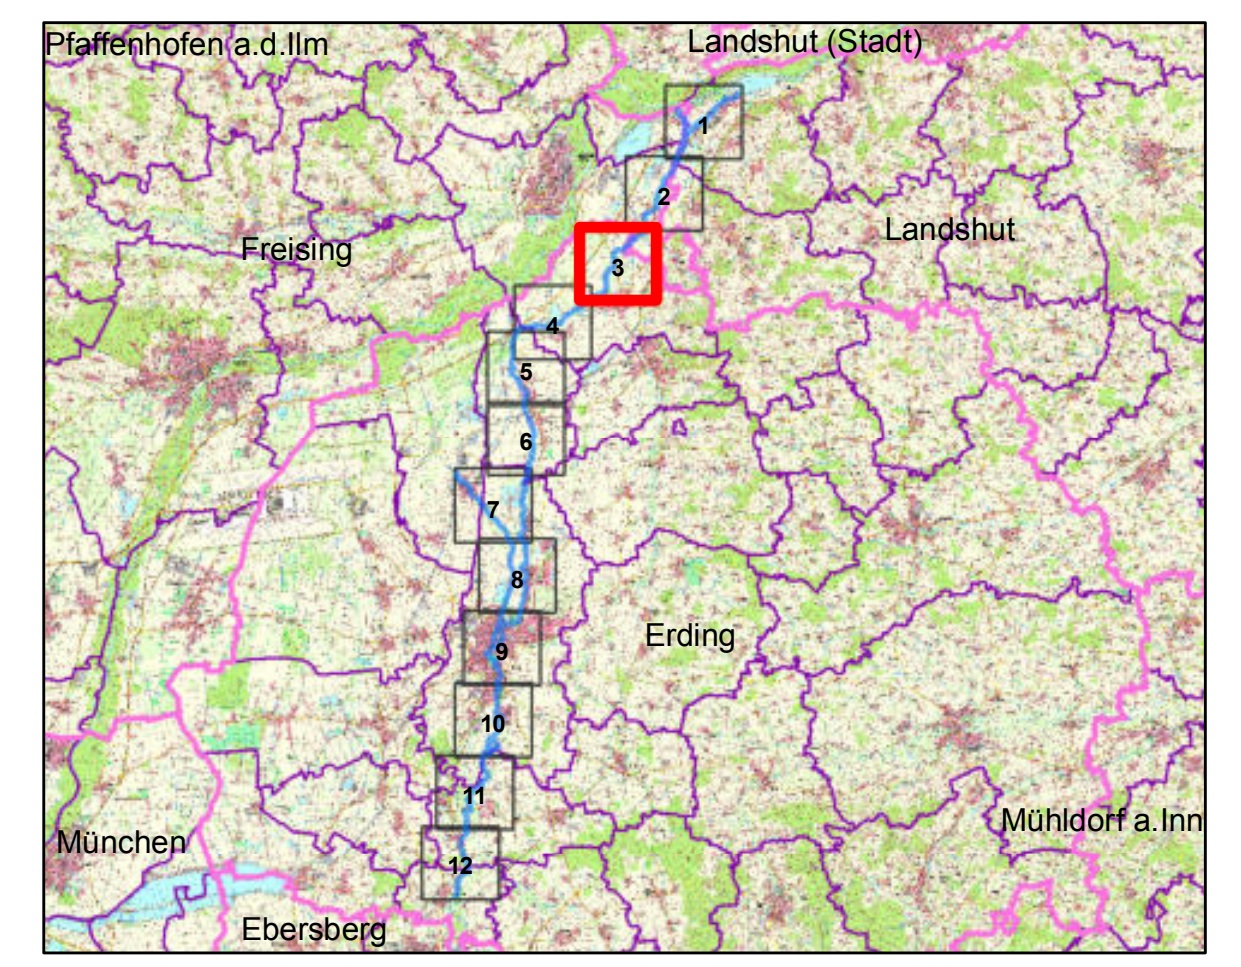 Pfaffenhofen a.d.Ilm
Landshut (Stadt)
1
2
Landshut
Freising
3
4
5
6
7
8
Erding
9
10
11
Mühldorf a.Inn
München
12
Ebersberg